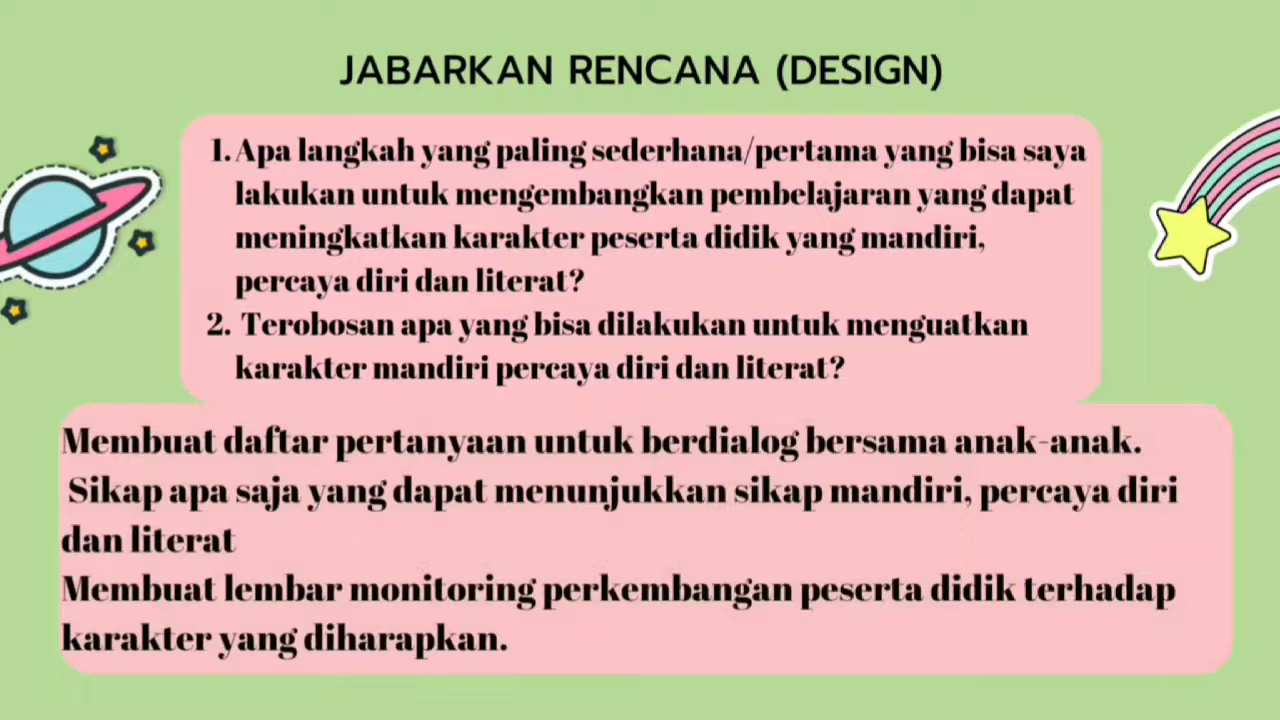 JABARKAN RENCANA (DESIGN)
1. Apa langkah yang paling sederhana/pertama yang bisa saya
lakukan untuk mengembangkan pembelajaran yang dapat
meningkatkan karakter peserta didik yang mandiri,
percaya diri dan literat?
2. Terobosan apa yang bisa dilakukan untuk menguatkan
karakter mandiri percaya diri dan literat?
Membuat daftar pertanyaan untuk berdialog bersama anak-anak.
Sikap apa saja yang dapat menunjukkan sikap mandiri, percaya diri
dan literat
Membuat lembar monitoring perkembangan peserta didik terhadap
karakter yang diharapkan.